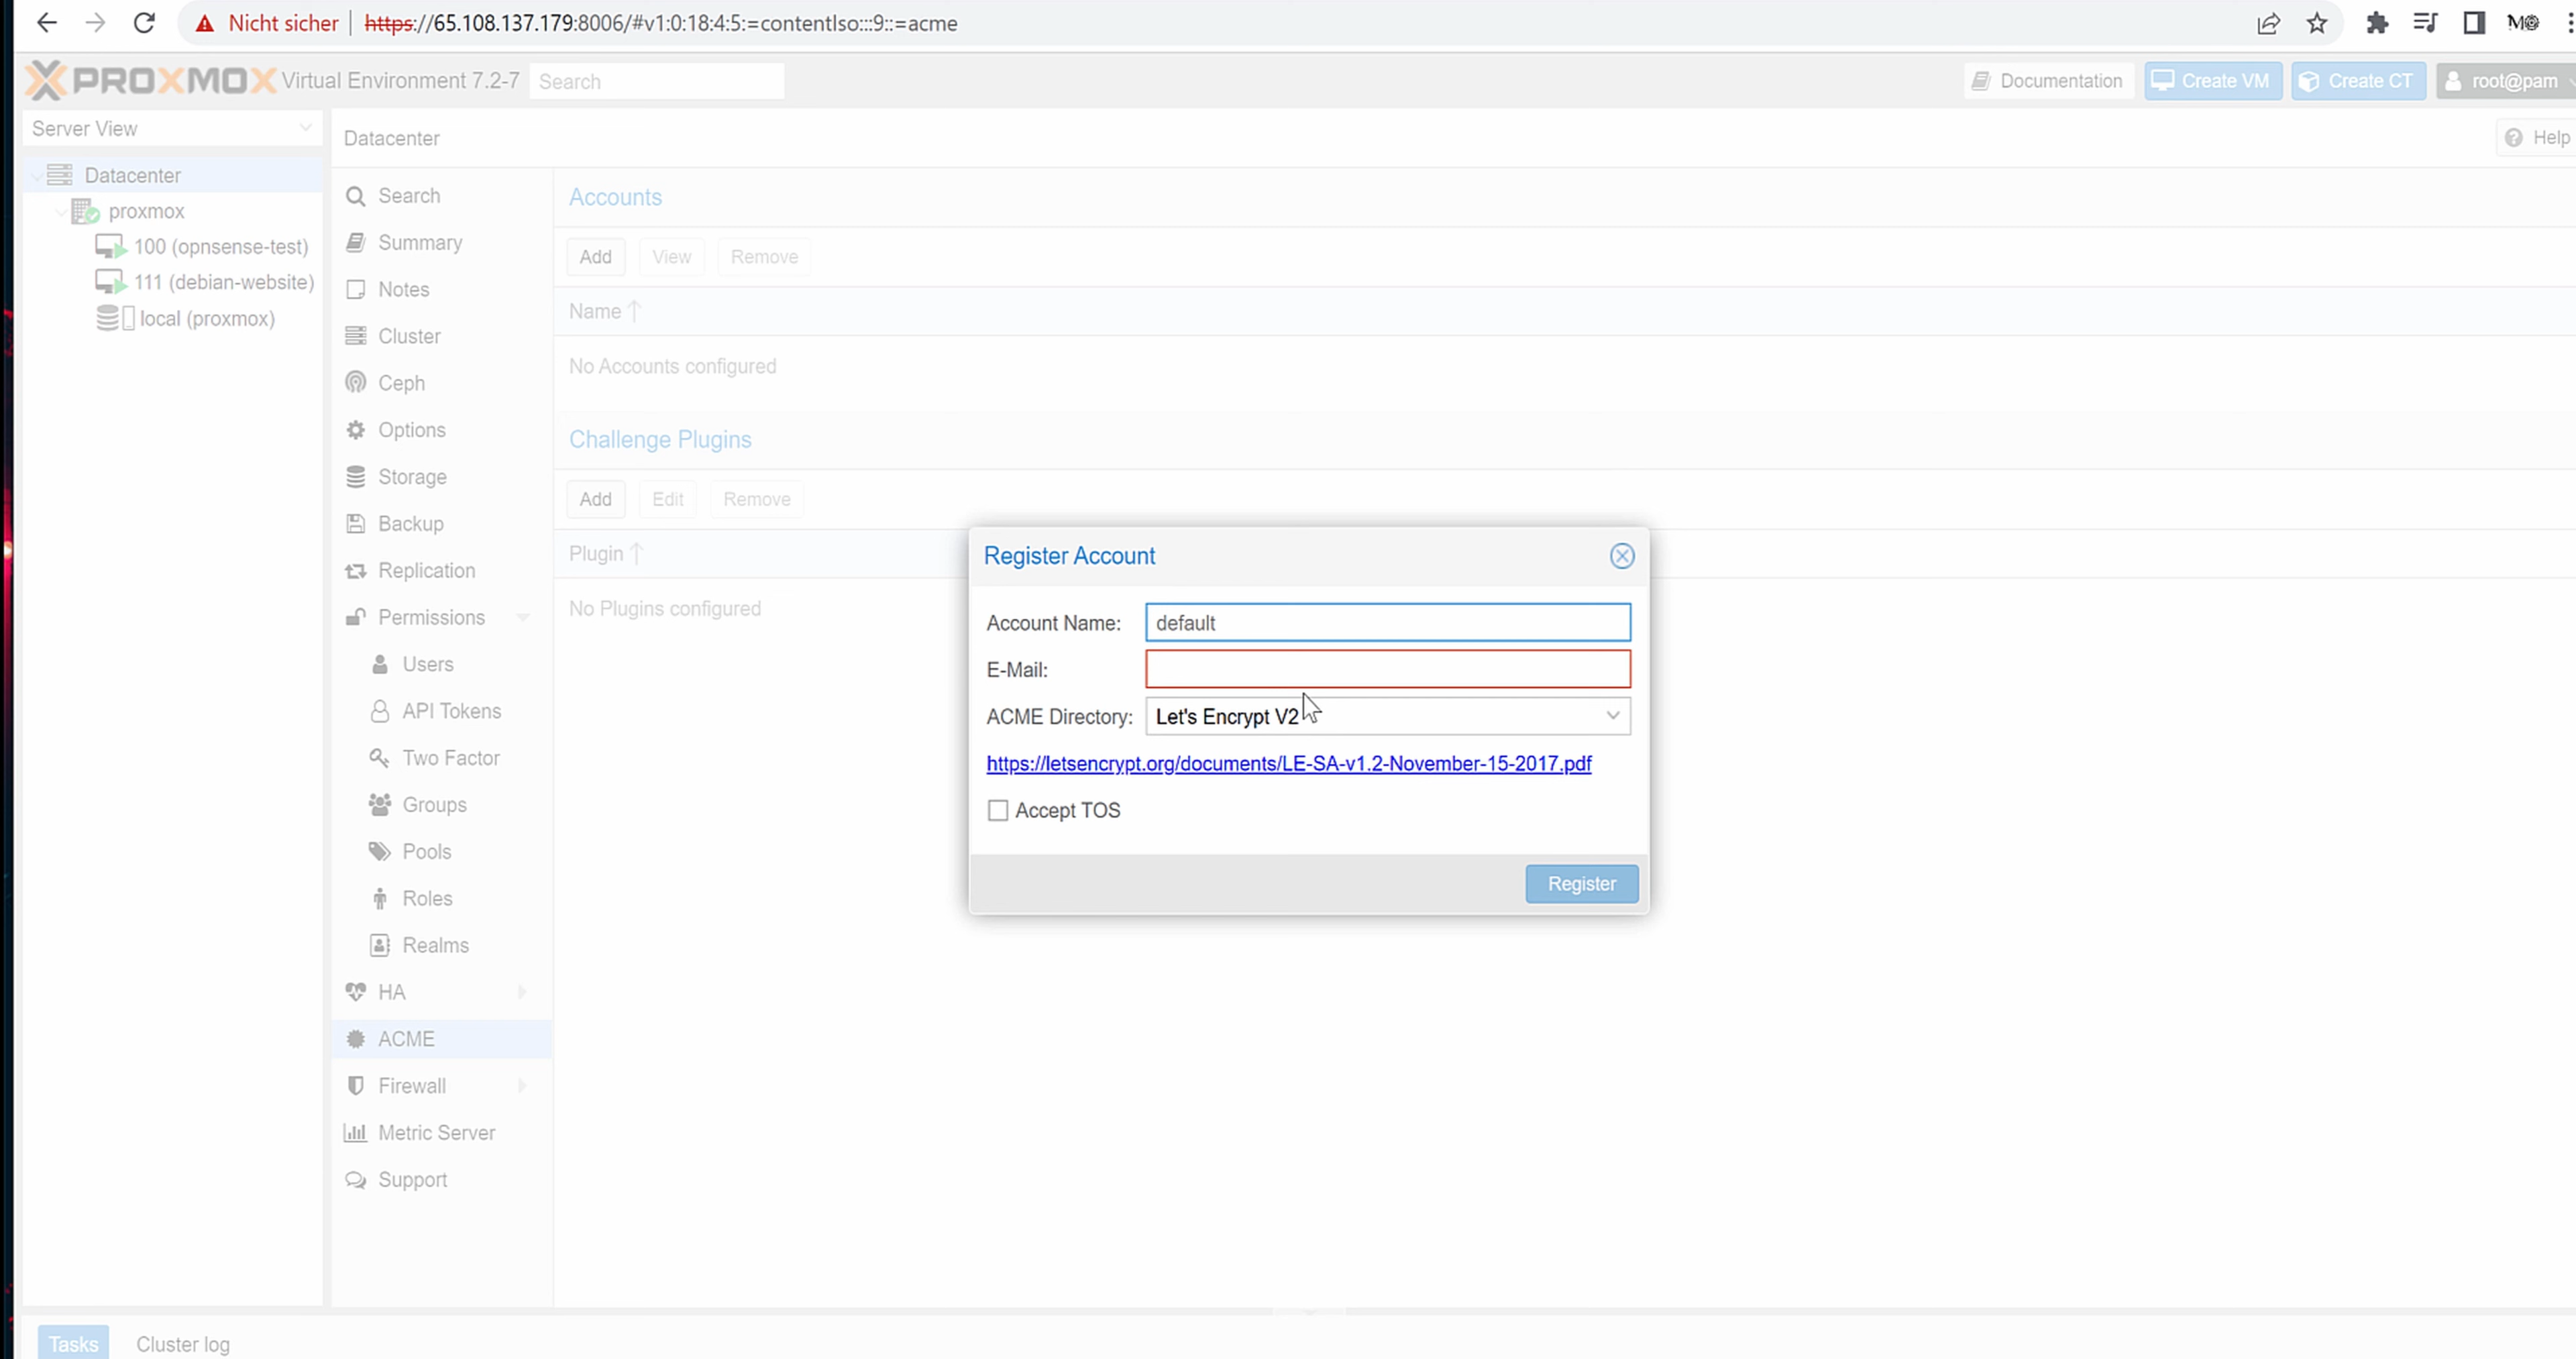 Nicht sicher https://65.108.137.179:8006/#v1:0:18:4:5:=contentIso:::9::=acme
PROXMOX Virtual Environment 7.2-7 Search Documentation Create VM Create CT root@pam
Server View
Datacenter
proxmox
100 (opnsense-test)
111 (debian-website)
local (proxmox)
Datacenter Help
Search
Summary
Notes
Cluster
Ceph
Options
Storage
Backup
Replication
Permissions
Users
API Tokens
Two Factor
Groups
Pools
Roles
Realms
HA
ACME
Firewall
Metric Server
Support
Accounts
Add View Remove
Name
No Accounts configured
Challenge Plugins
Add Edit Remove
Plugin
No Plugins configured
Register Account
Account Name: default
E-Mail:
ACME Directory: Let's Encrypt V2
https://letsencrypt.org/documents/LE-SA-v1.2-November-15-2017.pdf
Accept TOS
Register
Tasks Cluster log